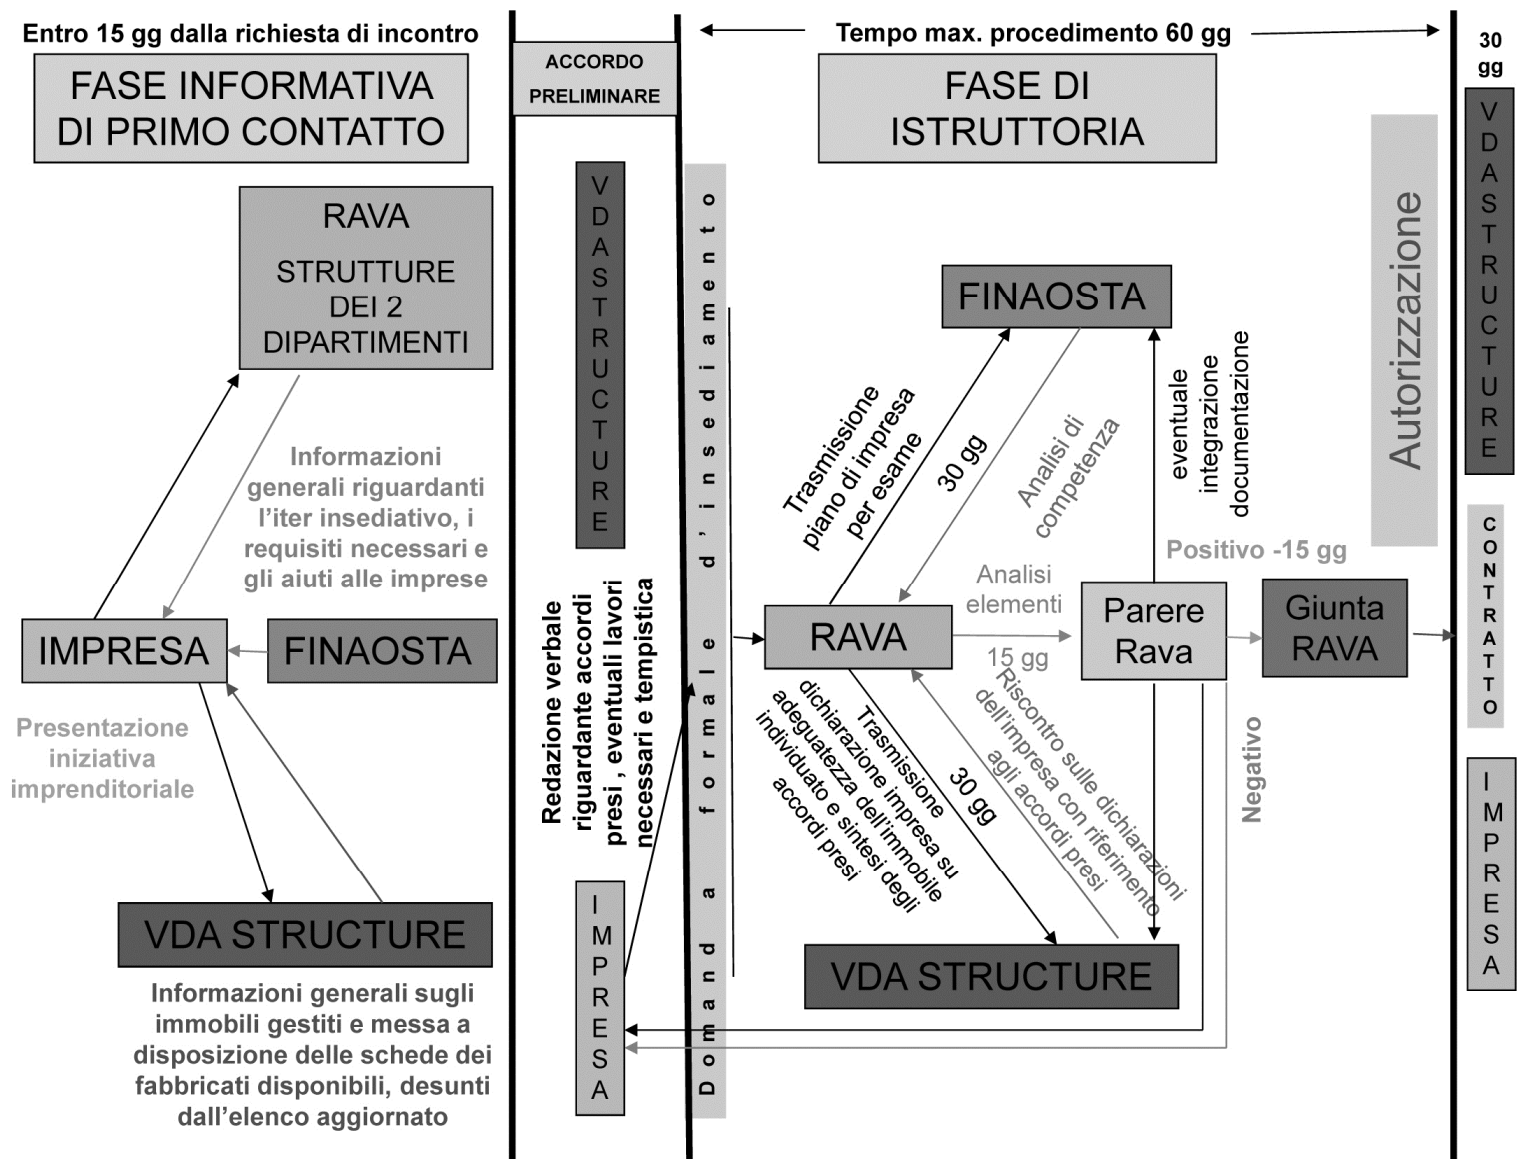 Entro 15 gg dalla richiesta di incontro
FASE INFORMATIVA
DI PRIMO CONTATTO
RAVA
STRUTTURE
DEI 2
DIPARTIMENTI
Informazioni
generali riguardanti
l'iter insediativo, i
requisiti necessari e
gli aiuti alle imprese
IMPRESA
FINAOSTA
Presentazione
iniziativa
imprenditoriale
VDA STRUCTURE
Informazioni generali sugli
immobili gestiti e messa a
disposizione delle schede dei
fabbricati disponibili, desunti
dall'elenco aggiornato
ACCORDO
PRELIMINARE
VDASTRUCTURE
Redazione verbale
riguardante accordi
presi , eventuali lavori
necessari e tempistica
IMPRESA
Domanda formale d'insediamento
Tempo max. procedimento 60 gg
FASE DI
ISTRUTTORIA
FINAOSTA
Trasmissione
piano di impresa
per esame
30 gg
Analisi di
competenza
eventuale
integrazione
documentazione
RAVA
Analisi
elementi
15 gg
Parere
Rava
Positivo -15 gg
Giunta
RAVA
Negativo
Trasmissione
dichiarazione impresa su
adeguatezza dell'immobile
individuato e sintesi degli
accordi presi
30 gg
Riscontro sulle dichiarazioni
dell'impresa con riferimento
agli accordi presi
VDA STRUCTURE
Autorizzazione
30
gg
VDASTRUCTURE
CONTRATTO
IMPRESA